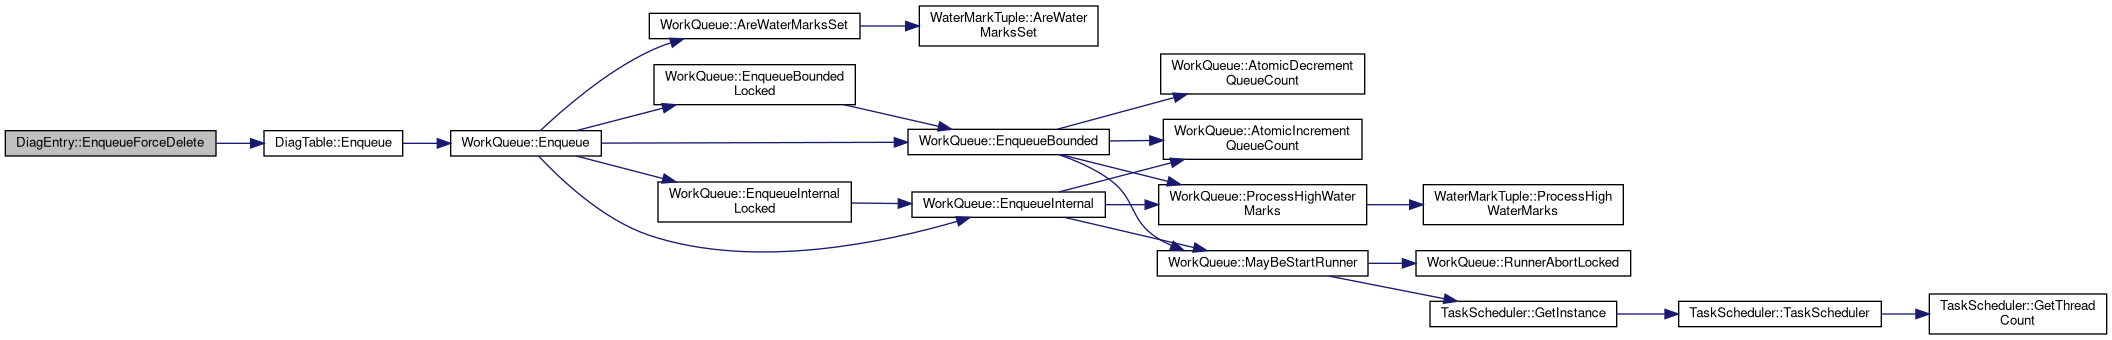 DiagEntry::EnqueueForceDelete
DiagTable::Enqueue
WorkQueue::Enqueue
WorkQueue::AreWaterMarksSet
WaterMarkTuple::AreWater
MarksSet
WorkQueue::EnqueueBounded
Locked
WorkQueue::EnqueueBounded
WorkQueue::AtomicDecrement
QueueCount
WorkQueue::AtomicIncrement
QueueCount
WorkQueue::EnqueueInternal
Locked
WorkQueue::EnqueueInternal
WorkQueue::ProcessHighWater
Marks
WaterMarkTuple::ProcessHigh
WaterMarks
WorkQueue::MayBeStartRunner
WorkQueue::RunnerAbortLocked
TaskScheduler::GetInstance
TaskScheduler::TaskScheduler
TaskScheduler::GetThread
Count